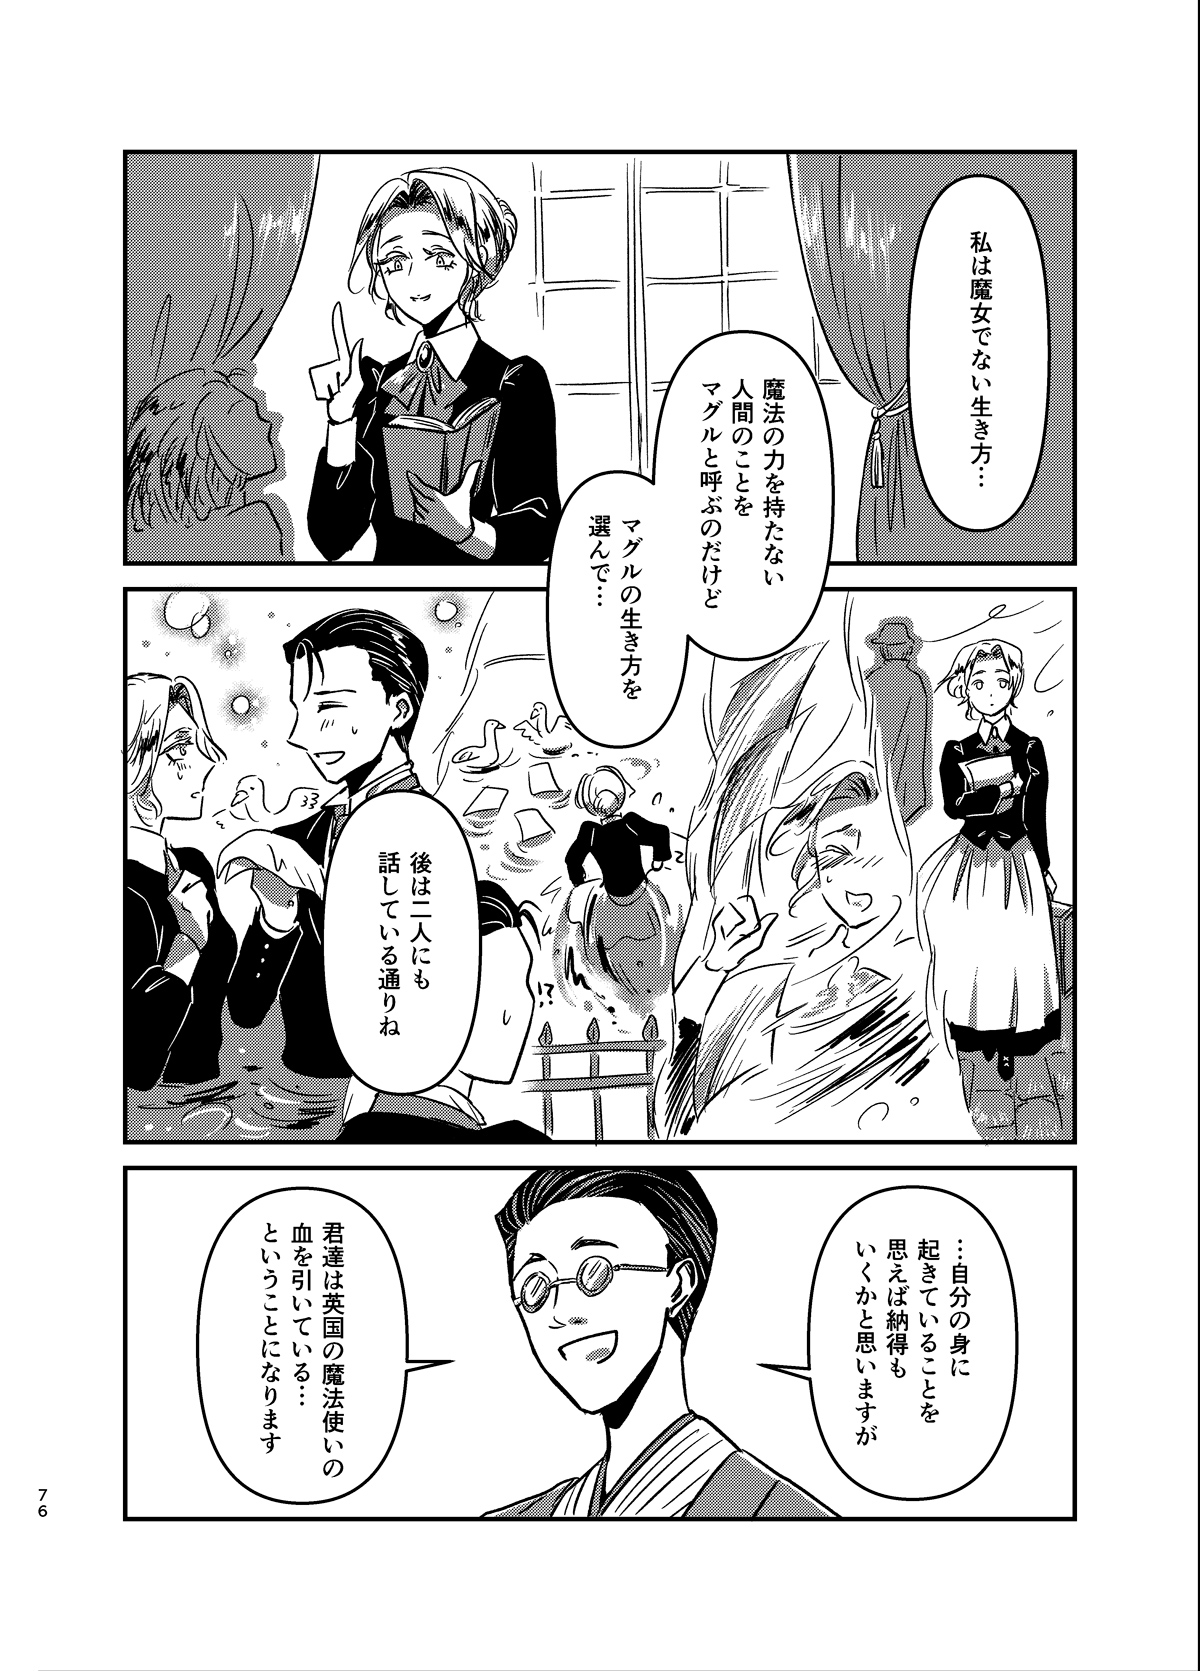 私は魔女でない生き方…
魔法の力を持たない
人間のことを
マグルと呼ぶのだけど
マグルの生き方を
選んで…
!?
後は二人にも
話している通りね
…自分の身に
起きていることを
思えば納得も
いくかと思いますが
君達は英国の魔法使いの
血を引いている…
ということになります
76